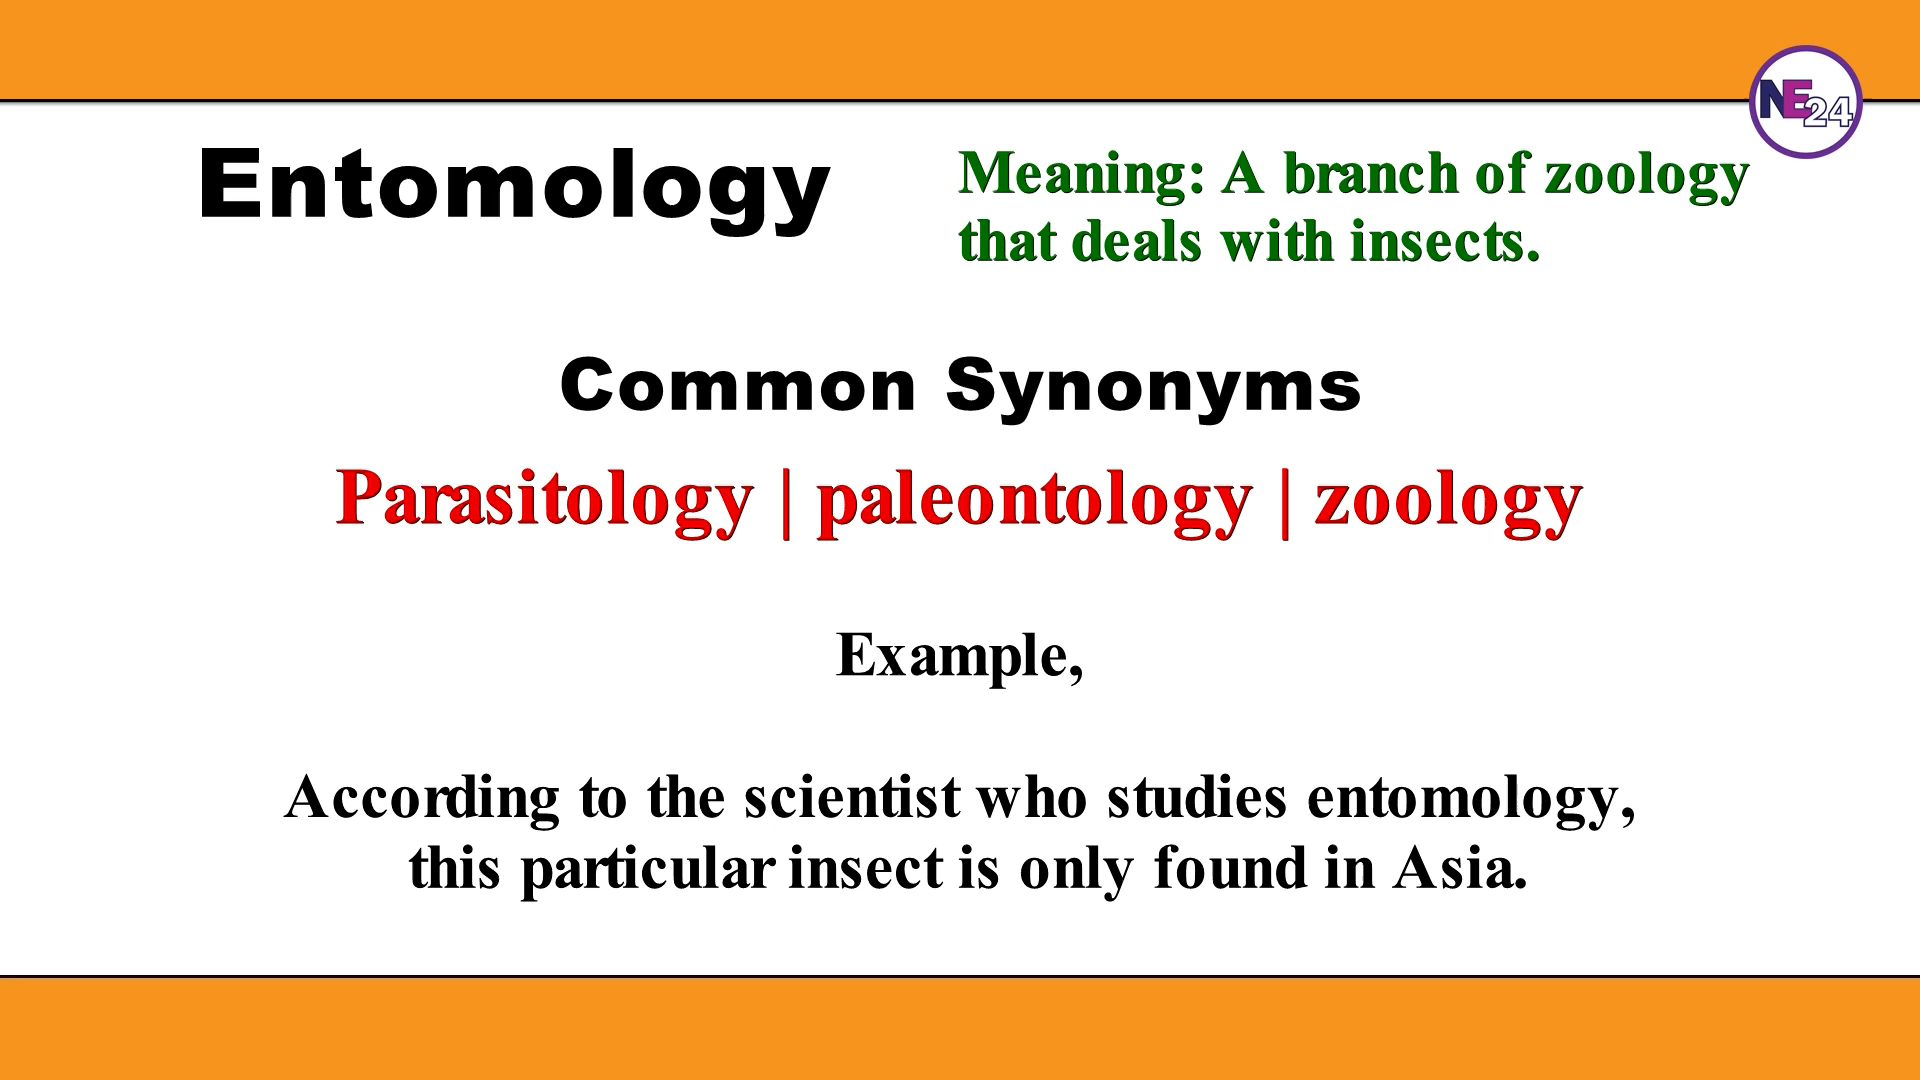 NE24
Entomology
Meaning: A branch of zoology
that deals with insects.
Common Synonyms
Parasitology | paleontology | zoology
Example,
According to the scientist who studies entomology,
this particular insect is only found in Asia.